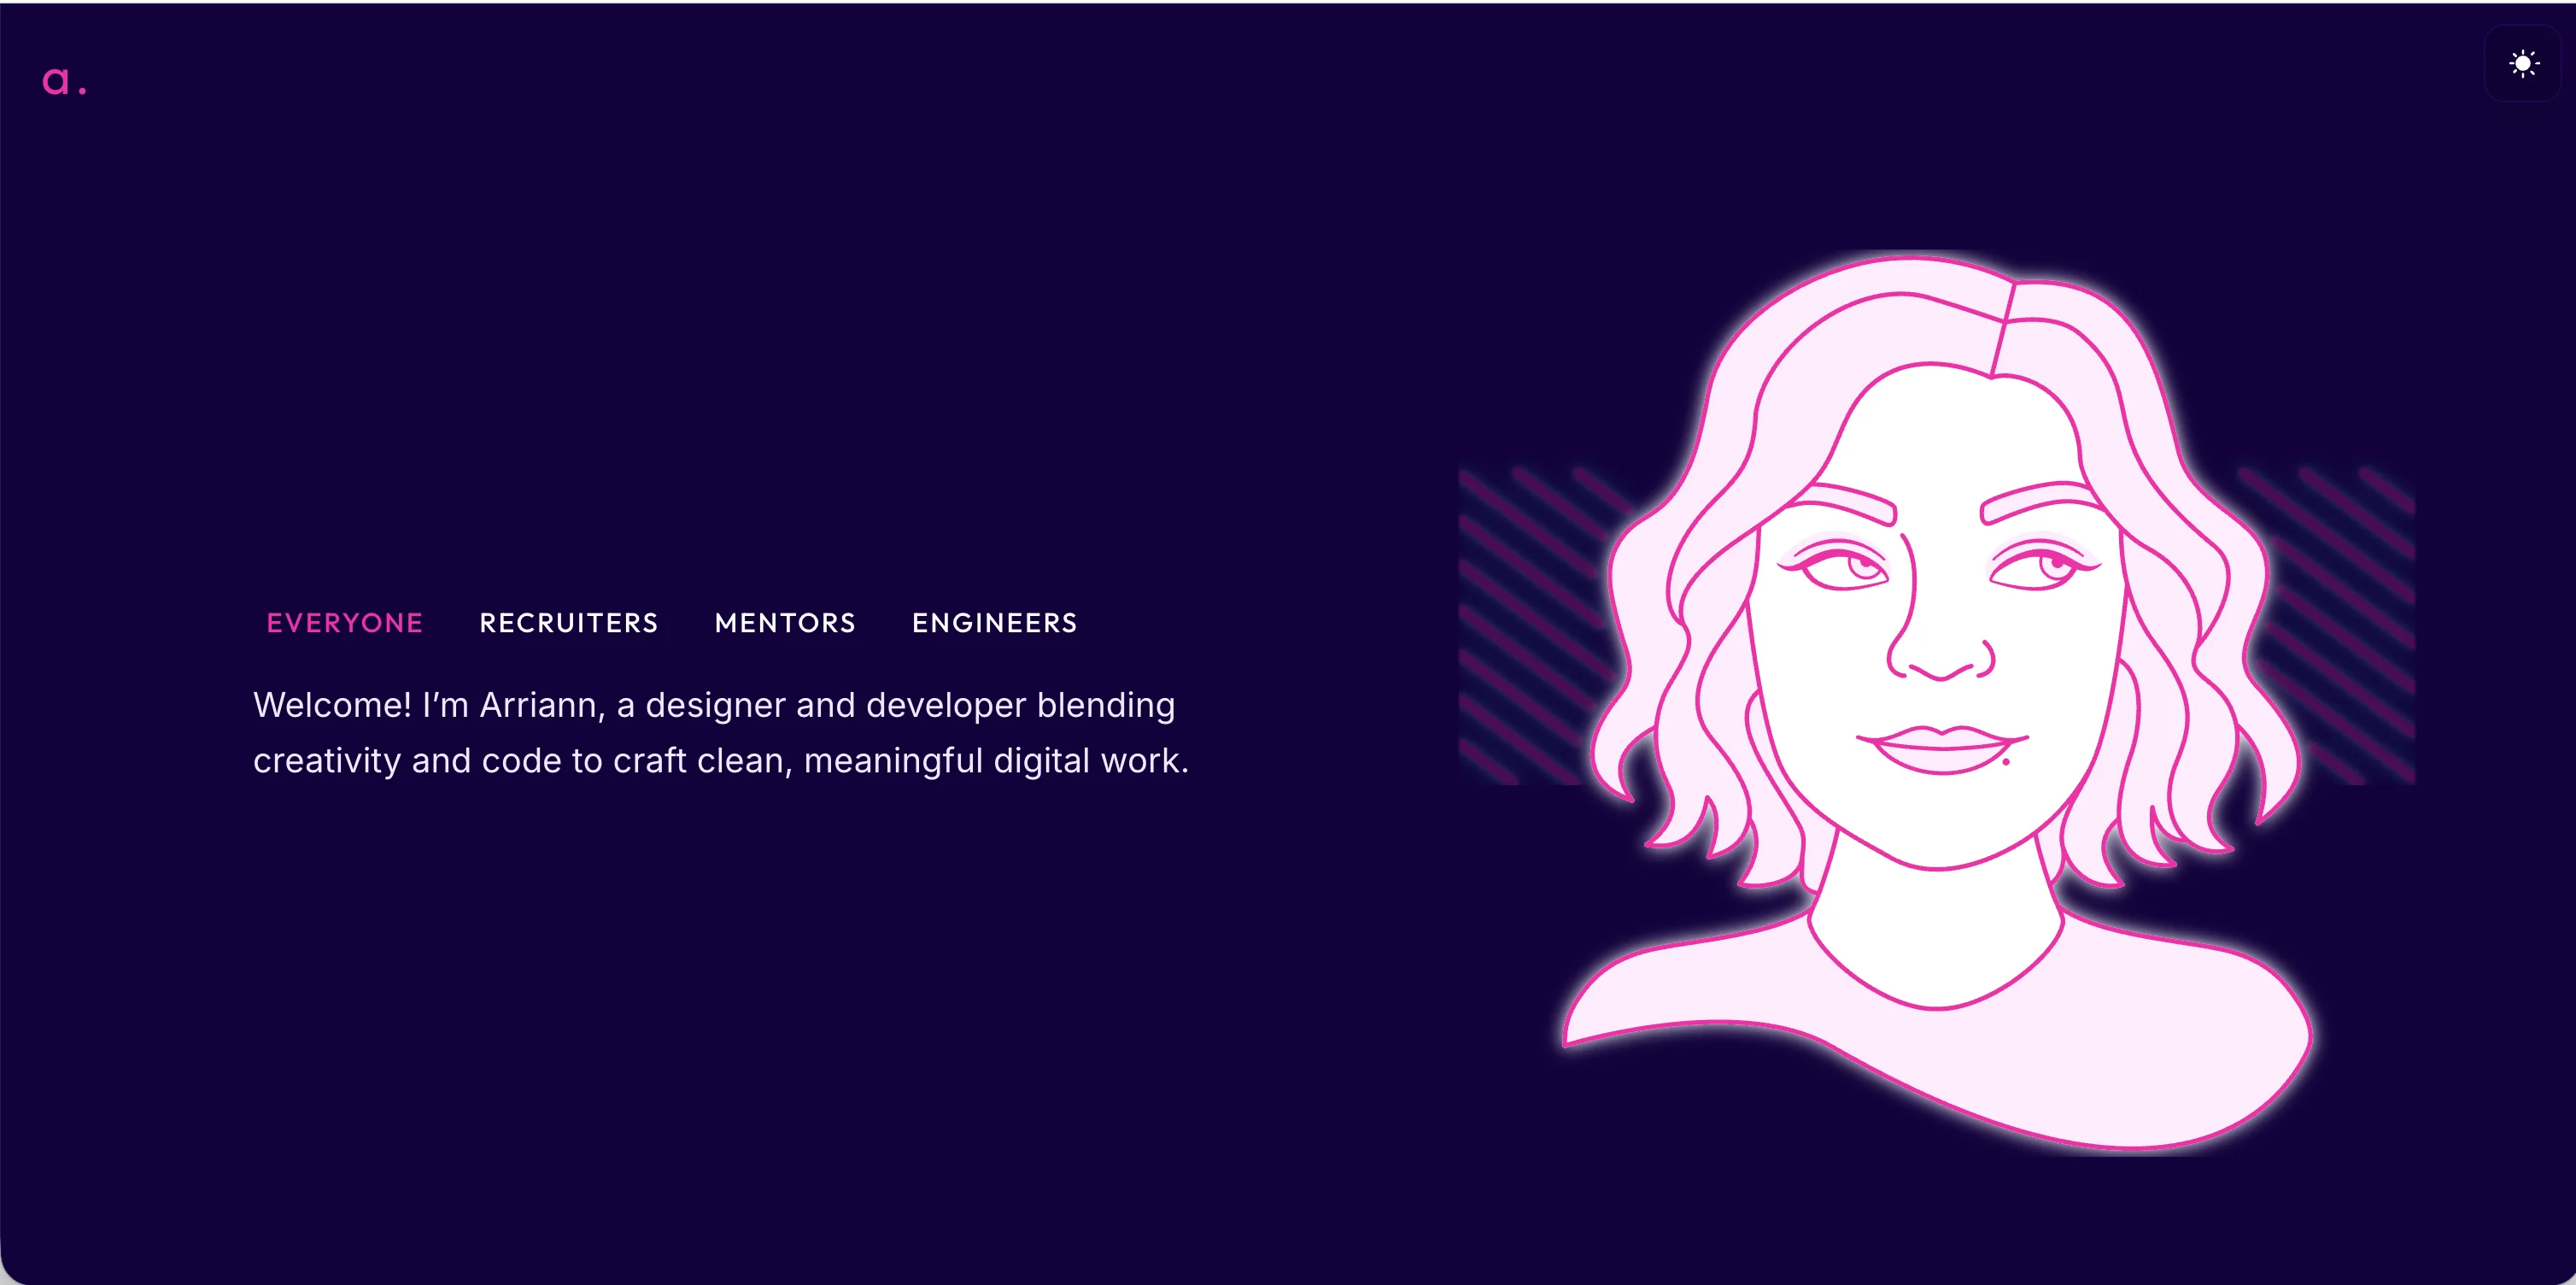 a.
EVERYONE RECRUITERS MENTORS ENGINEERS
Welcome! I’m Arriann, a designer and developer blending
creativity and code to craft clean, meaningful digital work.